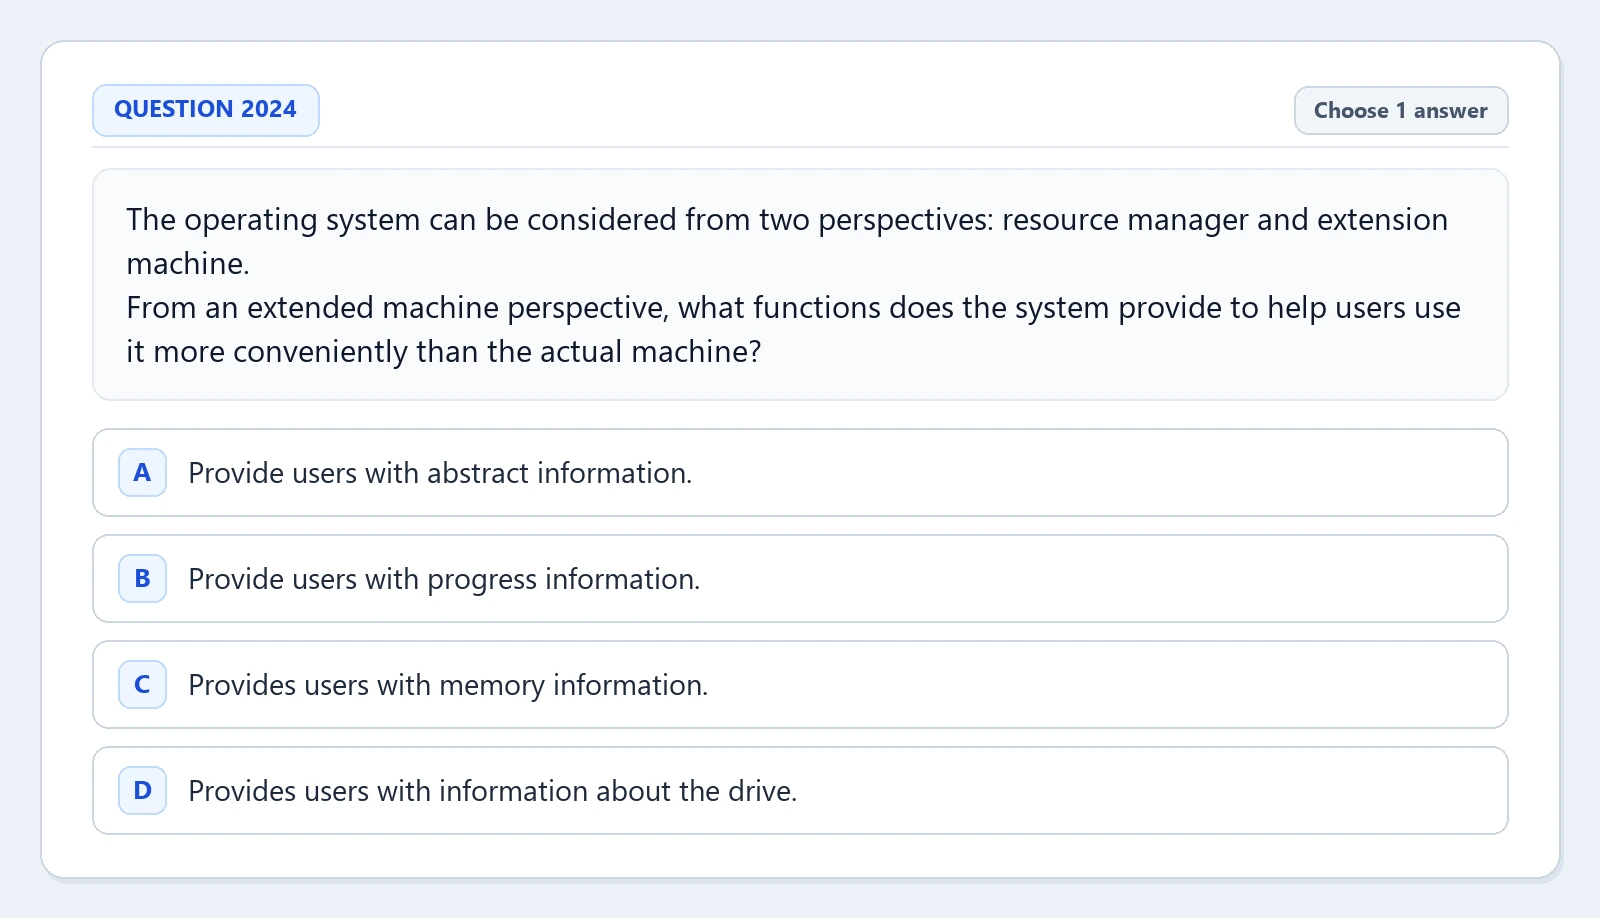 QUESTION 2024
Choose 1 answer
The operating system can be considered from two perspectives: resource manager and extension
machine.
From an extended machine perspective, what functions does the system provide to help users use
it more conveniently than the actual machine?
A Provide users with abstract information.
B Provide users with progress information.
C Provides users with memory information.
D Provides users with information about the drive.